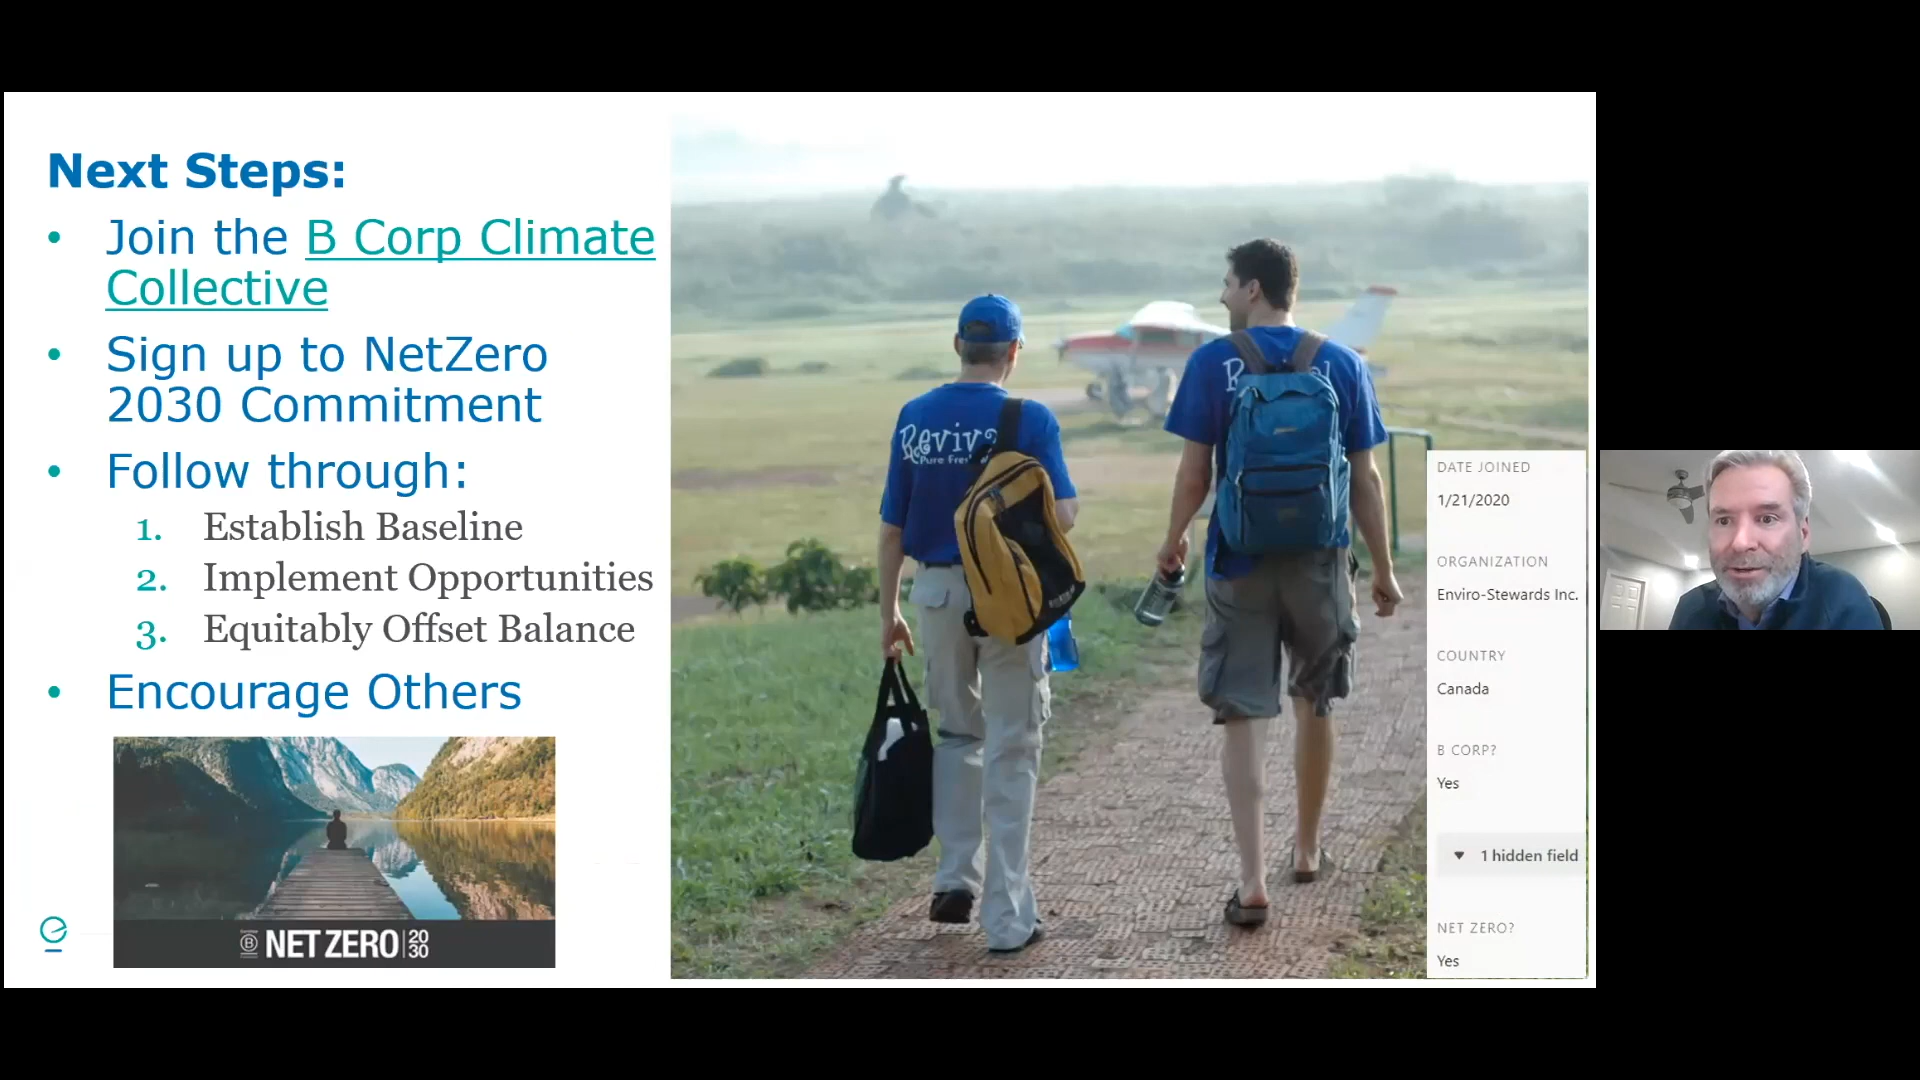 Next Steps:
• Join the B Corp Climate
Collective
• Sign up to NetZero
2030 Commitment
• Follow through:
1. Establish Baseline
2. Implement Opportunities
3. Equitably Offset Balance
• Encourage Others
B NET ZERO 20
30
Pure
DATE JOINED
1/21/2020
ORGANIZATION
Enviro-Stewards Inc.
COUNTRY
Canada
B CORP?
Yes
1 hidden field
NET ZERO?
Yes